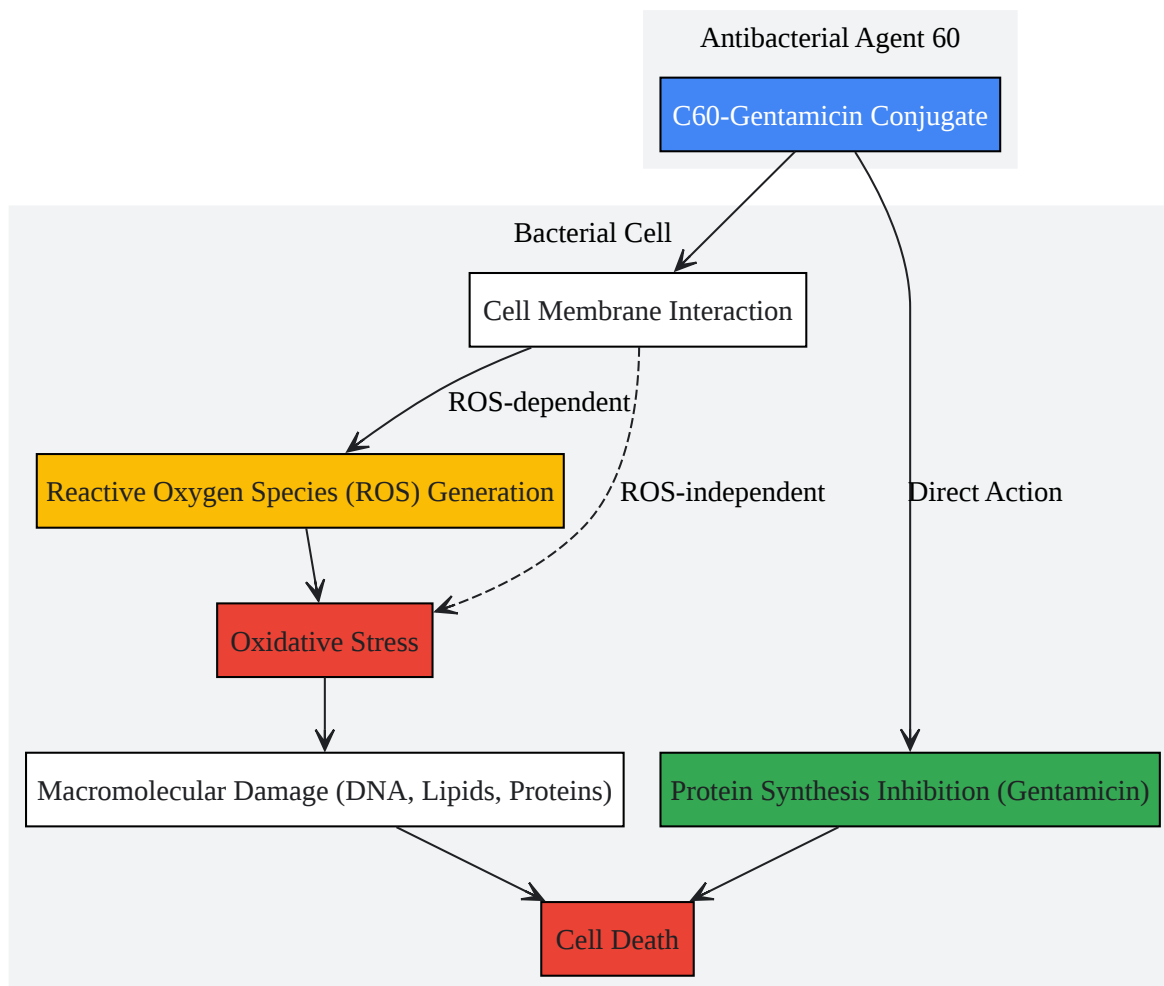 Antibacterial Agent 60
C60-Gentamicin Conjugate
Bacterial Cell
Cell Membrane Interaction
ROS-dependent
Reactive Oxygen Species (ROS) Generation
ROS-independent
Direct Action
Oxidative Stress
Macromolecular Damage (DNA, Lipids, Proteins)
Protein Synthesis Inhibition (Gentamicin)
Cell Death